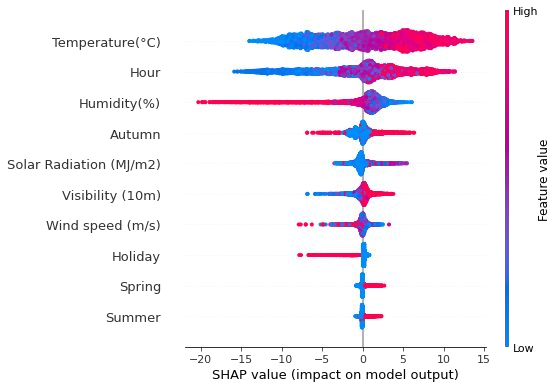 High
Temperature(°C)
Hour
Humidity(%)
Autumn
Solar Radiation (MJ/m2)
Visibility (10m)
Wind speed (m/s)
Holiday
Spring
Summer
Feature value
Low
−20 −15 −10 −5 0 5 10 15
SHAP value (impact on model output)